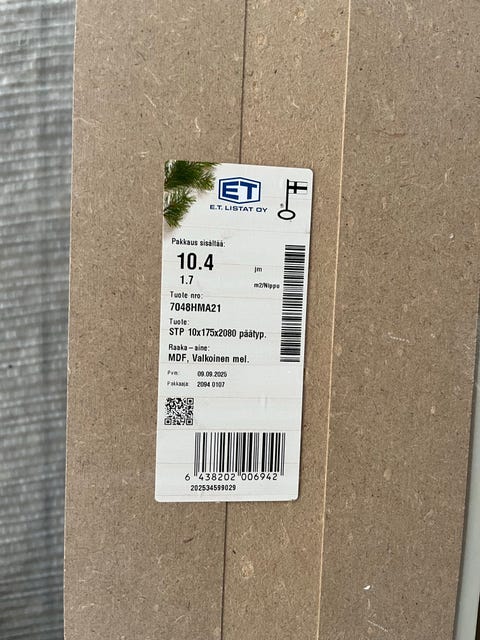 ET
E.T. LISTAT OY
Pakkaus sisältää:
10.4 jm
1.7 m2/Nippu
Tuote nro:
7048HMA21
Tuote:
STP 10x175x2080 päätyp.
Raaka-aine:
MDF, Valkoinen mel.
Pvm: 09.09.2025
Pakkaaja: 2094 0107
6 438202 006942
202534599029